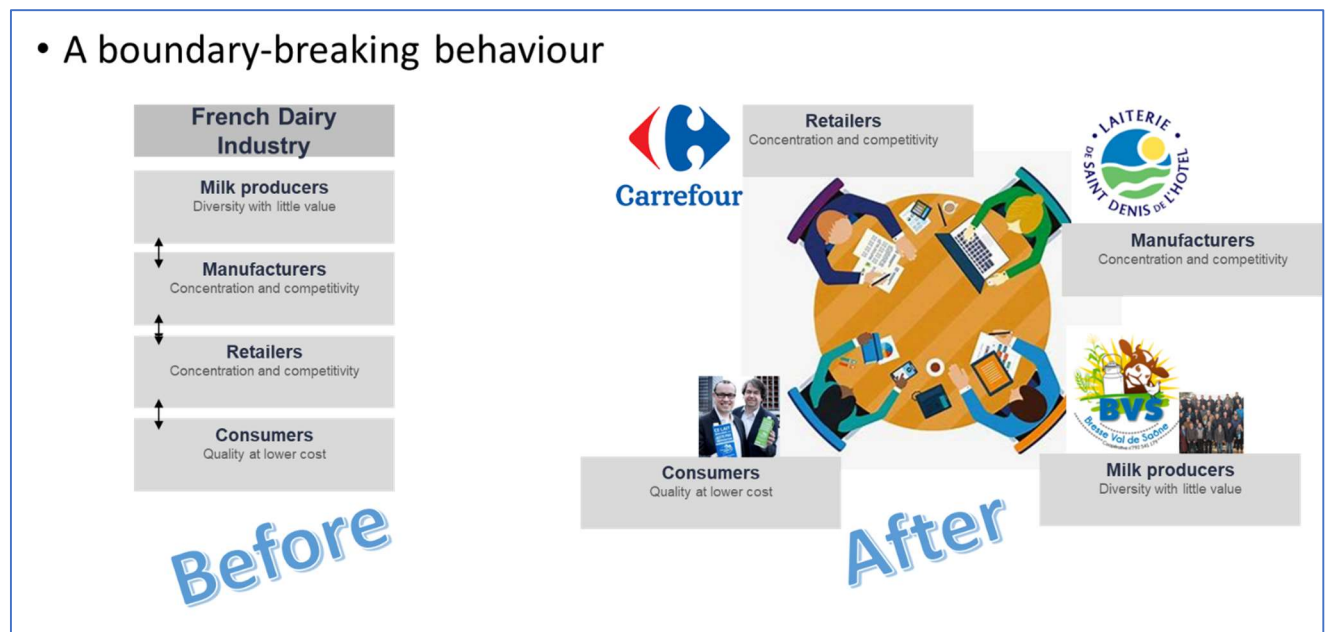 • A boundary-breaking behaviour
French Dairy
Industry
Milk producers
Diversity with little value
Manufacturers
Concentration and competitivity
Retailers
Concentration and competitivity
Consumers
Quality at lower cost
Before
Carrefour
Retailers
Concentration and competitivity
• LAITERIE •
DE SAINT DENIS DE L'HOTEL
Manufacturers
Concentration and competitivity
BVS
Bresse Val de Saône
Consumers
Quality at lower cost
Milk producers
Diversity with little value
After